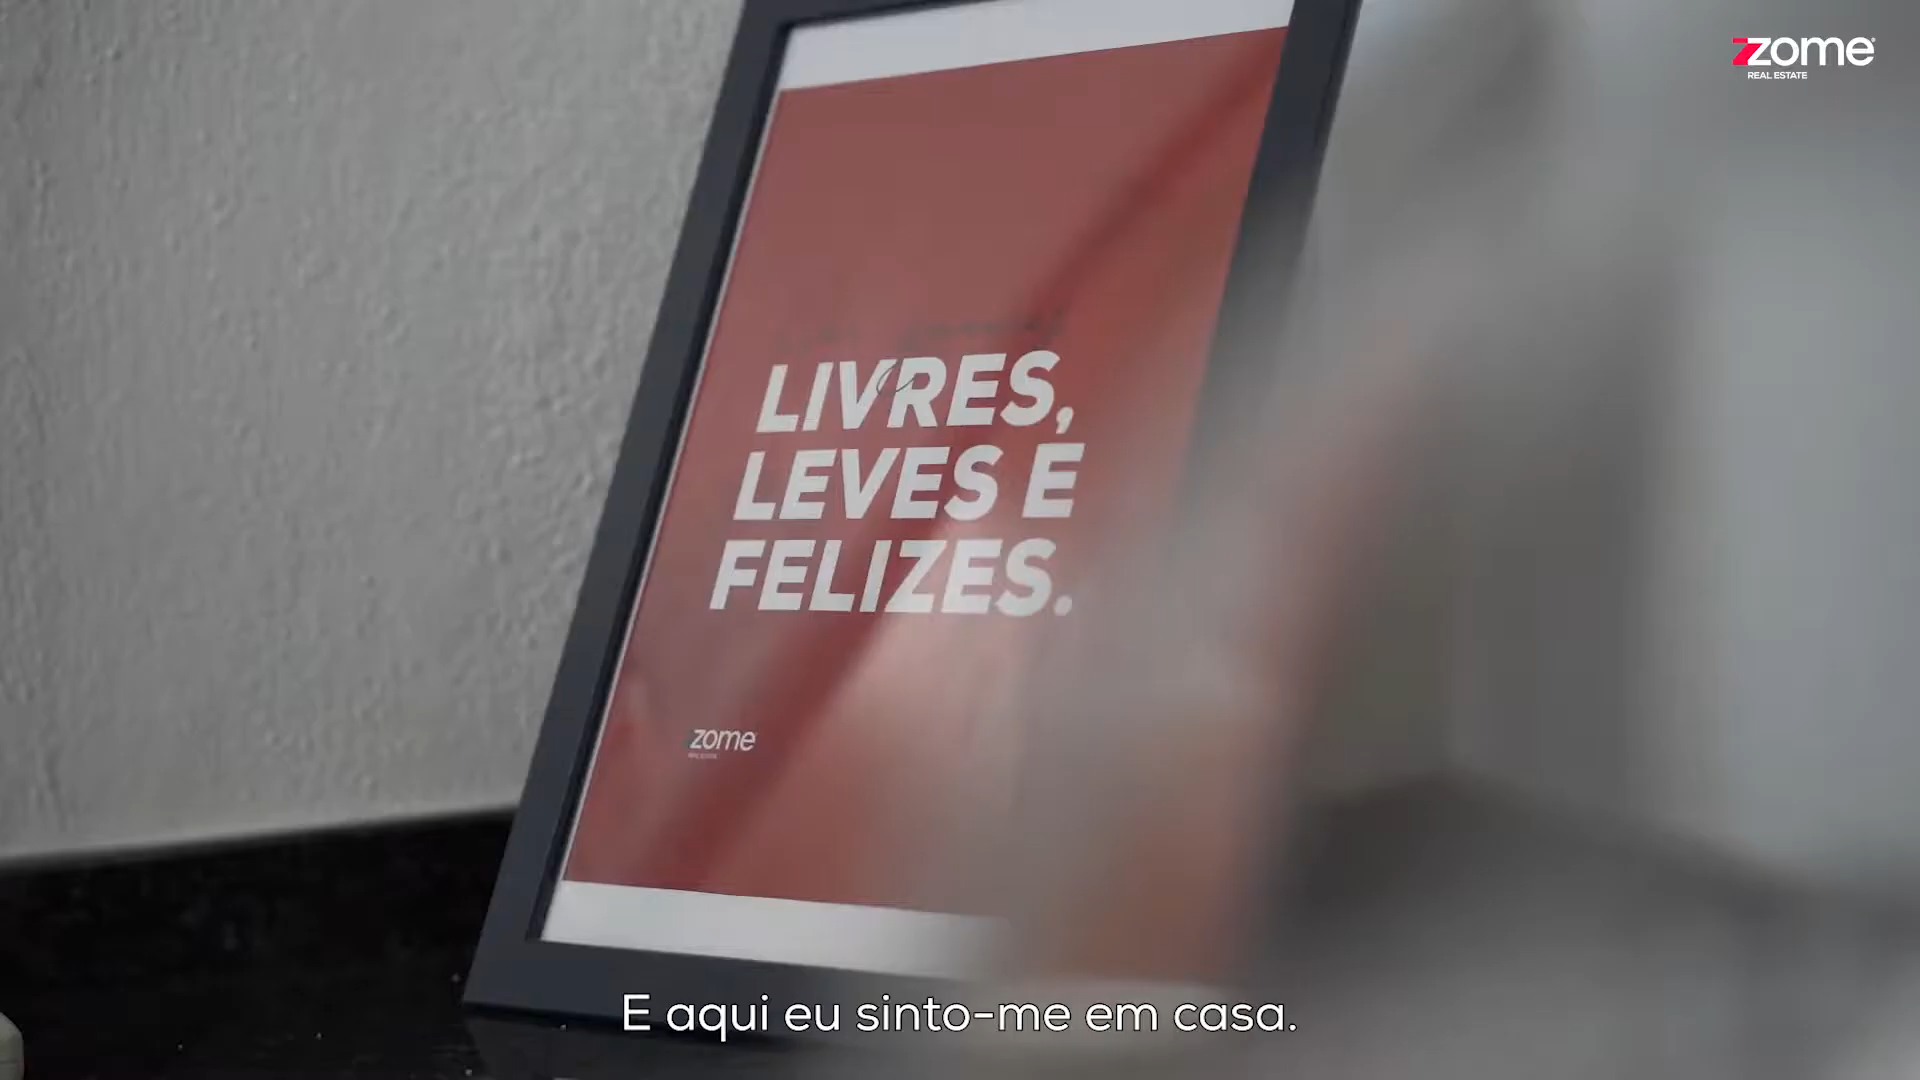 zome
REAL ESTATE
LIVRES,
LEVES E
FELIZES.
zome
E aqui eu sinto-me em casa.